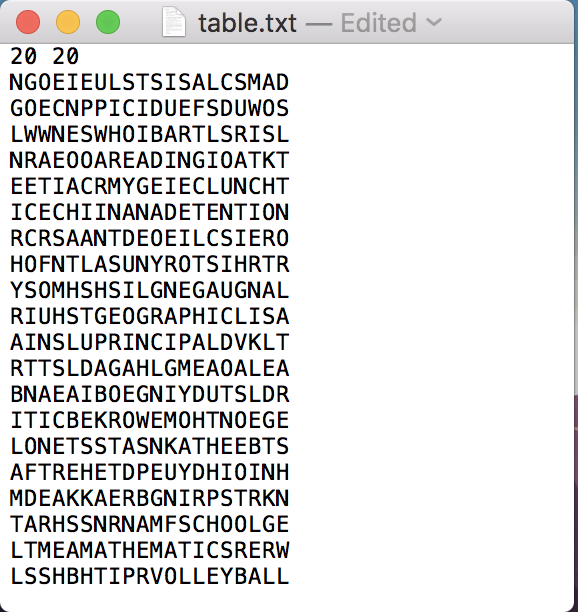 table.txt — Edited
20 20
NGOEIEULSTSISALCSMAD
GOECNPPICIDUEFSDUWOS
LWWNESWHOIBARTLSRISL
NRAEOOAREADINGIOATKT
EETIACRMYGEIECLUNCHT
ICECHIINANADETENTION
RCRSAANTDEOEILCSIERO
HOFNTLASUNYROTSIHRTR
YSOMHSHSILGNEGAUGNAL
RIUHSTGEOGRAPHICLISA
AINSLUPRINCIPALDVKLT
RTTSLDAGAHLGMEAOALEA
BNAEAIBOEGNIYDUTSLDR
ITICBEKROWEMOHTNOEGE
LONETSSTASNKATHEEBTS
AFTREHETDPEUYDHIOINH
MDEAKKAERBGNIRPSTRKN
TARHSSNRNAMFSCHOOLGE
LTMEAMATHEMATICSRERW
LSSHBHTIPRVOLLEYBALL